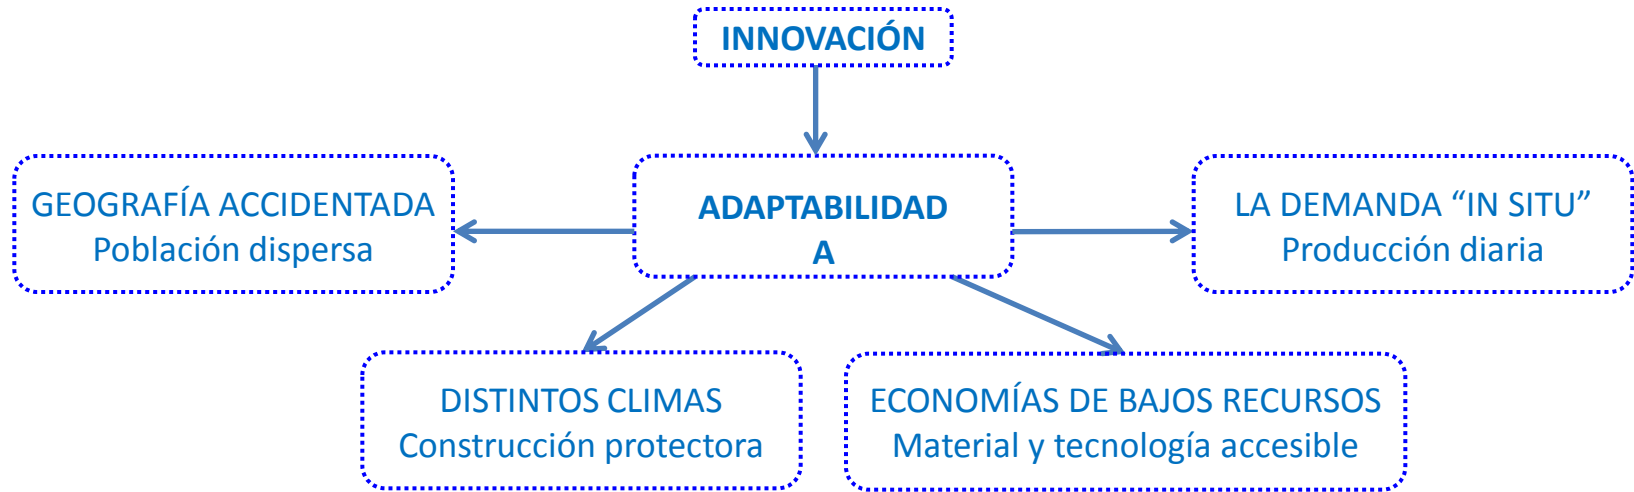 INNOVACIÓN
GEOGRAFÍA ACCIDENTADA
Población dispersa
ADAPTABILIDAD
A
LA DEMANDA “IN SITU”
Producción diaria
DISTINTOS CLIMAS
Construcción protectora
ECONOMÍAS DE BAJOS RECURSOS
Material y tecnología accesible